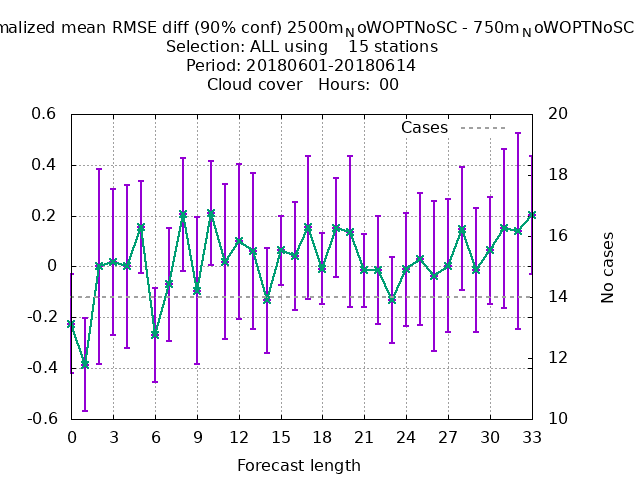 malized mean RMSE diff (90% conf) 2500mNoWOPTNoSC - 750mNoWOPTNoSC
Selection: ALL using 15 stations
Period: 20180601-20180614
Cloud cover Hours: 00
0.6
0.4
0.2
0
-0.2
-0.4
-0.6
20
18
16
14
12
10
Cases
No cases
0 3 6 9 12 15 18 21 24 27 30 33
Forecast length